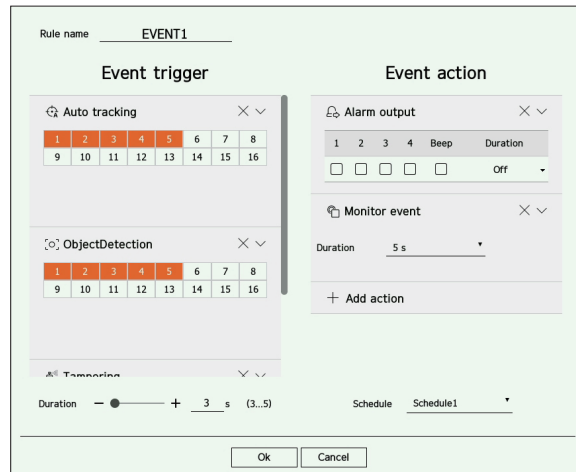 Rule name EVENT1
Event trigger
Auto tracking
1 2 3 4 5 6 7 8
9 10 11 12 13 14 15 16
ObjectDetection
1 2 3 4 5 6 7 8
9 10 11 12 13 14 15 16
Tampering
Duration 3 s (3...5)
Event action
Alarm output
1 2 3 4 Beep Duration
Off
Monitor event
Duration 5 s
+ Add action
Schedule Schedule1
Ok Cancel